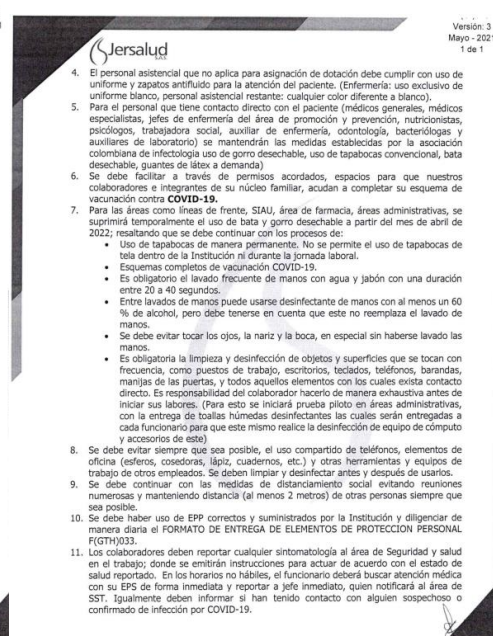 Versión: 3
Mayo - 2021
1 de 1
Jersalud
S.A.S
4. El personal asistencial que no aplica para asignación de dotación debe cumplir con uso de
uniforme y zapatos antifluido para la atención del paciente. (Enfermería: uso exclusivo de
uniforme blanco, personal asistencial restante: cualquier color diferente a blanco).
5. Para el personal que tiene contacto directo con el paciente (médicos generales, médicos
especialistas, jefes de enfermería del área de promoción y prevención, nutricionistas,
psicólogos, trabajadora social, auxiliar de enfermería, odontología, bacteriólogas y
auxiliares de laboratorio) se mantendrán las medidas establecidas por la asociación
colombiana de infectologia uso de gorro desechable, uso de tapabocas convencional, bata
desechable, guantes de látex a demanda)
6. Se debe facilitar a través de permisos acordados, espacios para que nuestros
colaboradores e integrantes de su núcleo familiar, acudan a completar su esquema de
vacunación contra COVID-19.
7. Para las áreas como líneas de frente, SIAU, área de farmacia, áreas administrativas, se
suprimirá temporalmente el uso de bata y gorro desechable a partir del mes de abril de
2022; resaltando que se debe continuar con los procesos de:
• Uso de tapabocas de manera permanente. No se permite el uso de tapabocas de
tela dentro de la Institución ni durante la jornada laboral.
• Esquemas completos de vacunación COVID-19.
• Es obligatorio el lavado frecuente de manos con agua y jabón con una duración
entre 20 a 40 segundos.
• Entre lavados de manos puede usarse desinfectante de manos con al menos un 60
% de alcohol, pero debe tenerse en cuenta que este no reemplaza el lavado de
manos.
• Se debe evitar tocar los ojos, la nariz y la boca, en especial sin haberse lavado las
manos.
• Es obligatoria la limpieza y desinfección de objetos y superficies que se tocan con
frecuencia, como puestos de trabajo, escritorios, teclados, teléfonos, barandas,
manijas de las puertas, y todos aquellos elementos con los cuales exista contacto
directo. Es responsabilidad del colaborador hacerlo de manera exhaustiva antes de
iniciar sus labores. (Para esto se iniciará prueba piloto en áreas administrativas,
con la entrega de toallas húmedas desinfectantes las cuales serán entregadas a
cada funcionario para que este mismo realice la desinfección de equipo de cómputo
y accesorios de este)
8. Se debe evitar siempre que sea posible, el uso compartido de teléfonos, elementos de
oficina (esferos, cosedoras, lápiz, cuadernos, etc.) y otras herramientas y equipos de
trabajo de otros empleados. Se deben limpiar y desinfectar antes y después de usarlos.
9. Se debe continuar con las medidas de distanciamiento social evitando reuniones
numerosas y manteniendo distancia (al menos 2 metros) de otras personas siempre que
sea posible.
10. Se debe haber uso de EPP correctos y suministrados por la Institución y diligenciar de
manera diaria el FORMATO DE ENTREGA DE ELEMENTOS DE PROTECCION PERSONAL
F(GTH)033.
11. Los colaboradores deben reportar cualquier sintomatología al área de Seguridad y salud
en el trabajo; donde se emitirán instrucciones para actuar de acuerdo con el estado de
salud reportado. En los horarios no hábiles, el funcionario deberá buscar atención médica
con su EPS de forma inmediata y reportar a jefe inmediato, quien notificará al área de
SST. Igualmente deben informar si han tenido contacto con alguien sospechoso o
confirmado de infección por COVID-19.